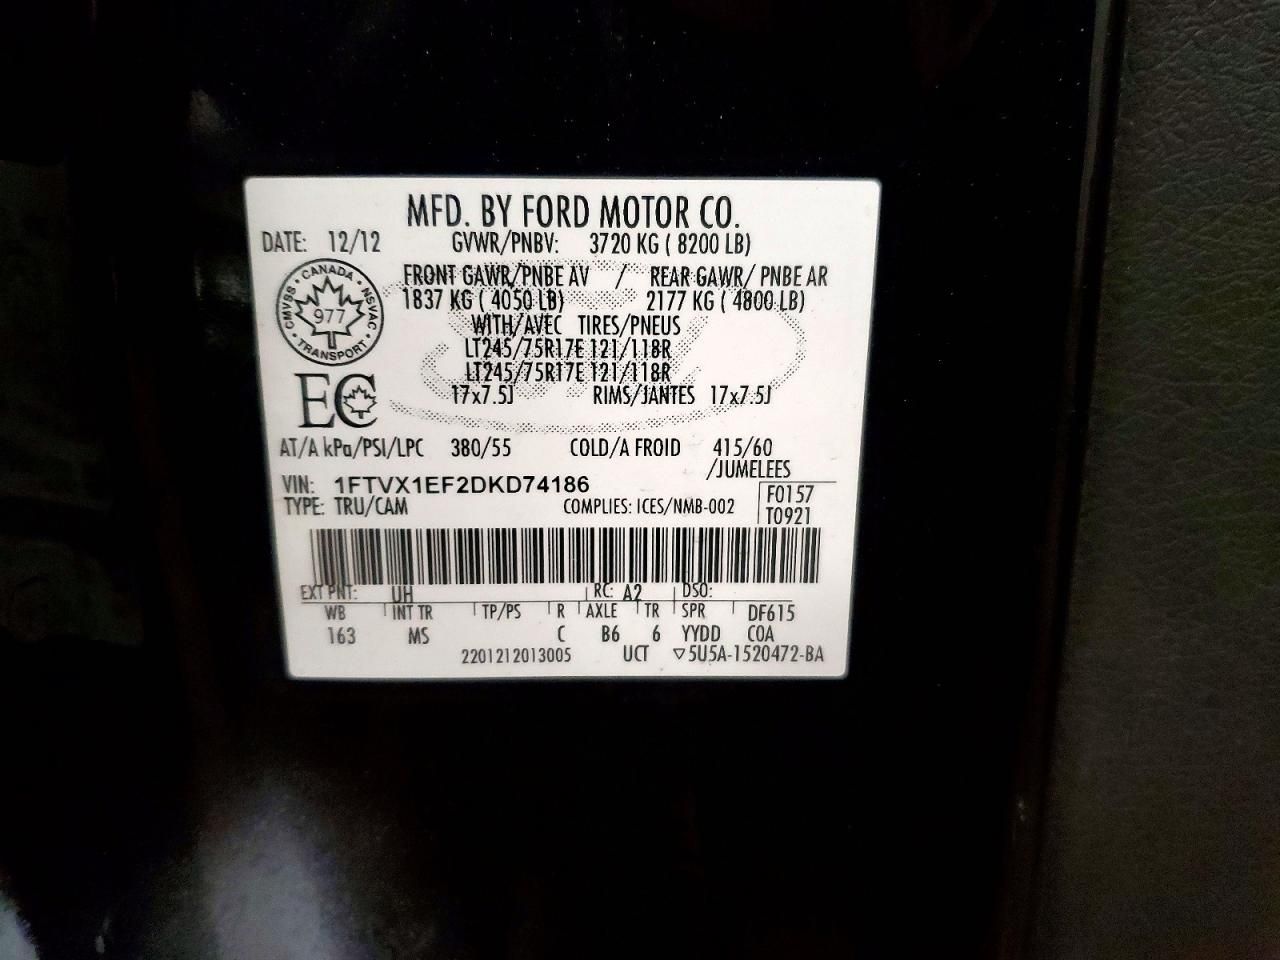 MFD. BY FORD MOTOR CO.
DATE: 12/12 GVWR/PNBV: 3720 KG ( 8200 LB)
CANADA
CMVSS · NSVAC
977
TRANSPORT
FRONT GAWR/PNBE AV / REAR GAWR/ PNBE AR
1837 KG ( 4050 LB) 2177 KG ( 4800 LB)
WITH/AVEC TIRES/PNEUS
LT245/75R17E 121/118R
LT245/75R17E 121/118R
EC 17x7.5J RIMS/JANTES 17x7.5J
AT/A kPa/PSI/LPC 380/55 COLD/A FROID 415/60
/JUMELEES
VIN: 1FTVX1EF2DKD74186
F0157
TYPE: TRU/CAM COMPLIES: ICES/NMB-002
T0921
EXT PNT: UH RC: A2 DSO:
WB INT TR TP/PS R AXLE TR SPR DF615
163 MS C B6 6 YYDD COA
2201212013005 UCT ▽5U5A-1520472-BA